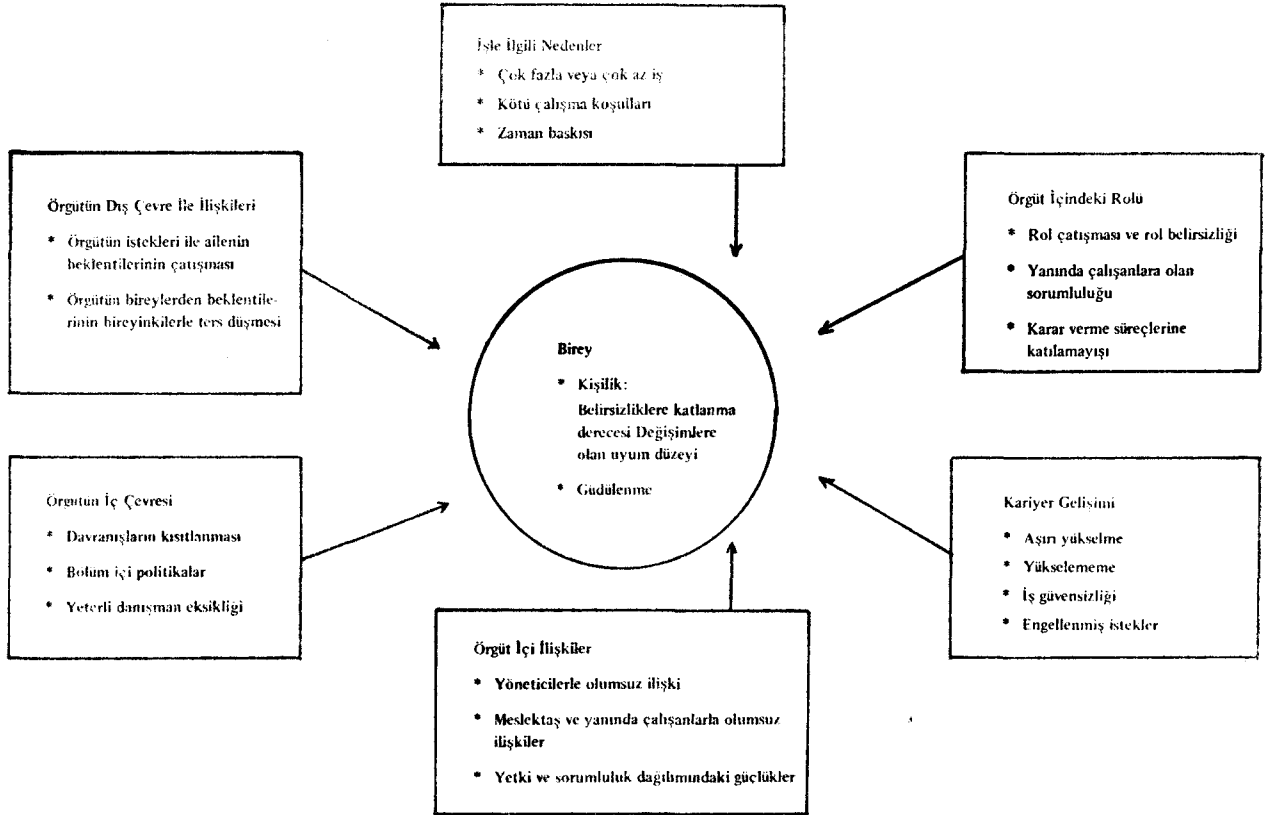 İşle İlgili Nedenler
* Çok fazla veya çok az iş
* Kötü çalışma koşulları
* Zaman baskısı
Örgütün Dış Çevre İle İlişkileri
* Örgütün istekleri ile ailenin
beklentilerinin çatışması
* Örgütün bireylerden beklentile-
rinin bireyinkilerle ters düşmesi
Örgüt İçindeki Rolü
* Rol çatışması ve rol belirsizliği
* Yanında çalışanlara olan
sorumluluğu
* Karar verme süreçlerine
katılamayışı
Birey
* Kişilik:
Belirsizliklere katlanma
derecesi Değişimlere
olan uyum düzeyi
* Güdülenme
Örgütün İç Çevresi
* Davranışların kısıtlanması
* Bölüm içi politikalar
* Yeterli danışman eksikliği
Kariyer Gelişimi
* Aşırı yükselme
* Yükselememe
* İş güvensizliği
* Engellenmiş istekler
Örgüt İçi İlişkiler
* Yöneticilerle olumsuz ilişki
* Meslektaş ve yanında çalışanlarla olumsuz
ilişkiler
* Yetki ve sorumluluk dağılımındaki güçlükler